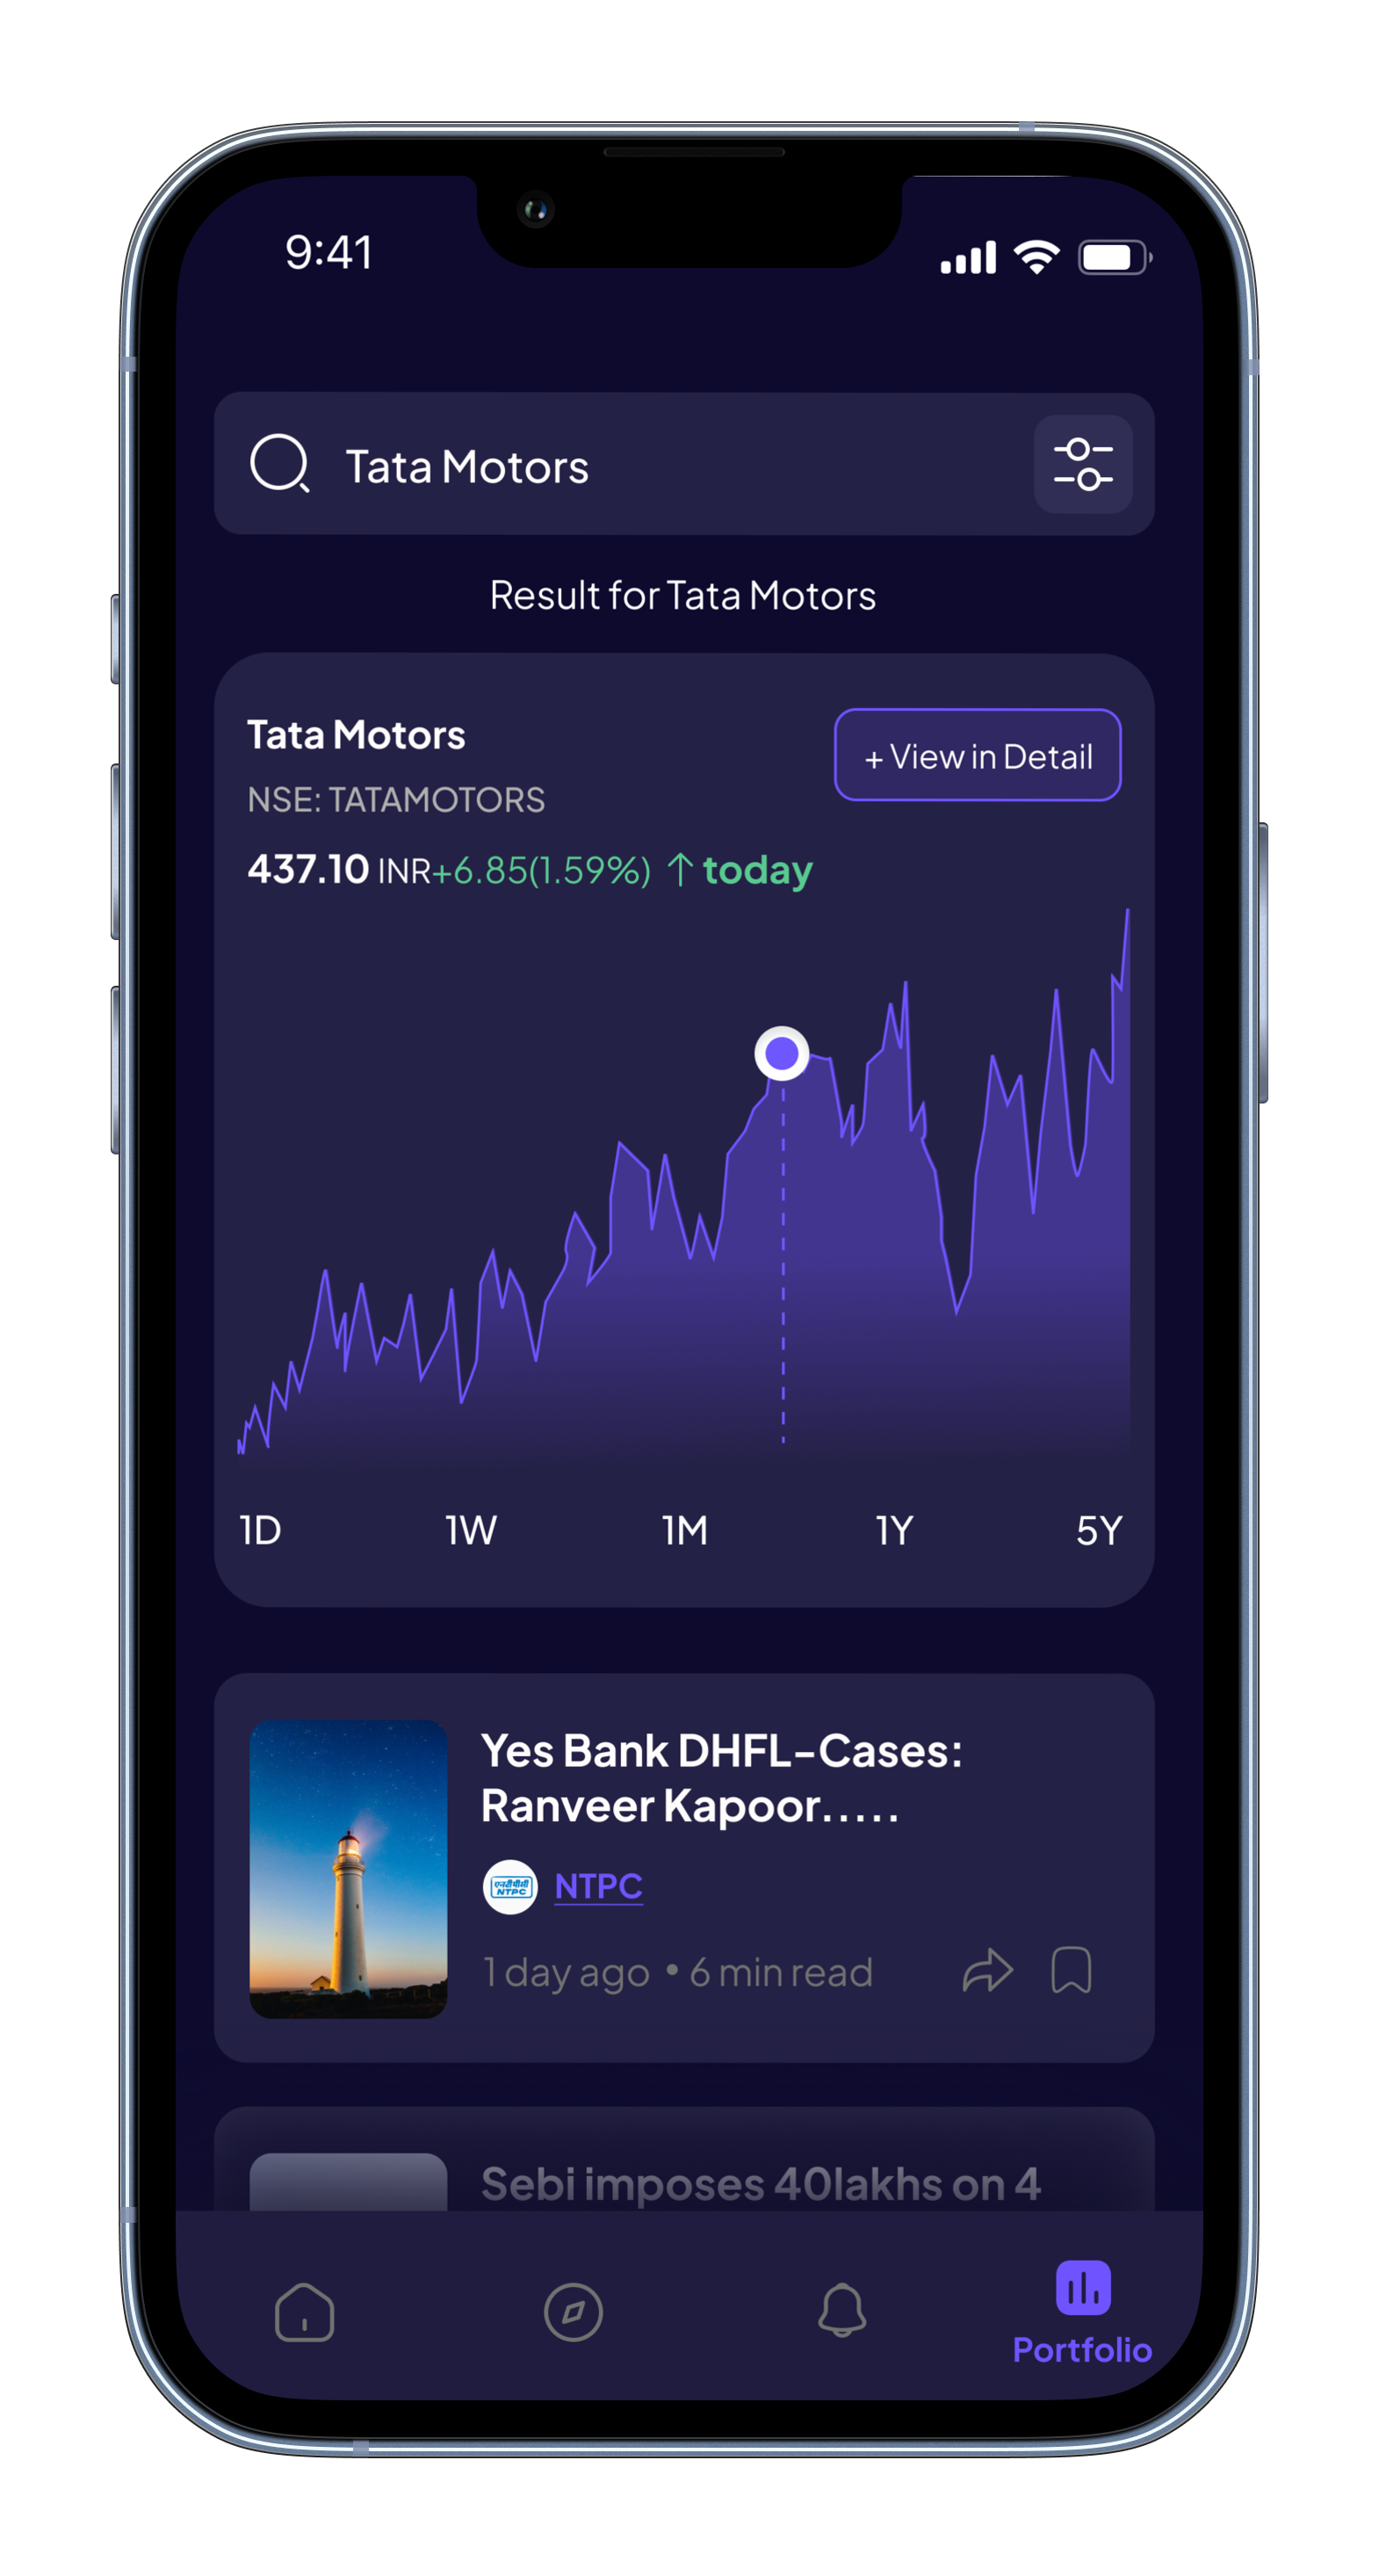 9:41
Tata Motors
Result for Tata Motors
Tata Motors
+ View in Detail
NSE: TATAMOTORS
437.10 INR+6.85(1.59%) ↑ today
1D 1W 1M 1Y 5Y
Yes Bank DHFL-Cases:
Ranveer Kapoor.....
एनटीपीसी
NTPC
NTPC
1 day ago • 6 min read
Sebi imposes 40lakhs on 4
Portfolio